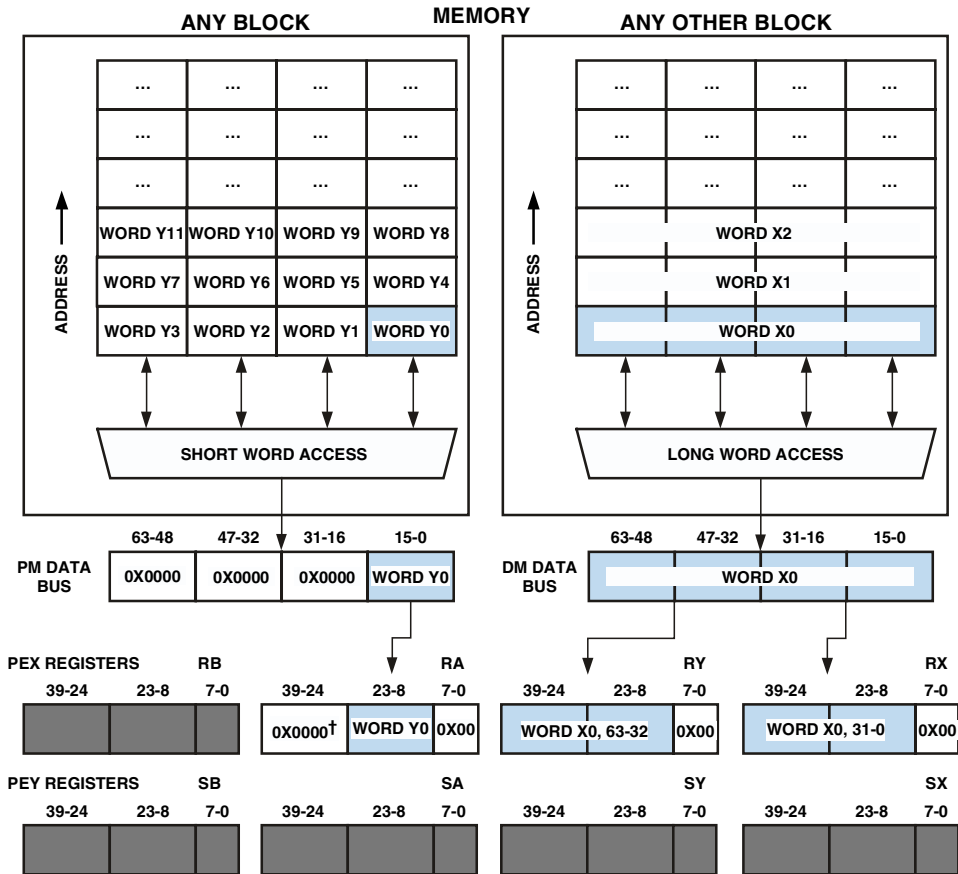 MEMORY
ANY BLOCK ANY OTHER BLOCK
... ... ... ... ... ... ... ...
... ... ... ... ... ... ... ...
... ... ... ... ... ... ... ...
ADDRESS ADDRESS
WORD Y11 WORD Y10 WORD Y9 WORD Y8 WORD X2
WORD Y7 WORD Y6 WORD Y5 WORD Y4 WORD X1
WORD Y3 WORD Y2 WORD Y1 WORD Y0 WORD X0
SHORT WORD ACCESS LONG WORD ACCESS
63-48 47-32 31-16 15-0 63-48 47-32 31-16 15-0
PM DATA BUS 0X0000 0X0000 0X0000 WORD Y0 DM DATA BUS WORD X0
PEX REGISTERS RB RA RY RX
39-24 23-8 7-0 39-24 23-8 7-0 39-24 23-8 7-0 39-24 23-8 7-0
0X0000† WORD Y0 0X00 WORD X0, 63-32 0X00 WORD X0, 31-0 0X00
PEY REGISTERS SB SA SY SX
39-24 23-8 7-0 39-24 23-8 7-0 39-24 23-8 7-0 39-24 23-8 7-0